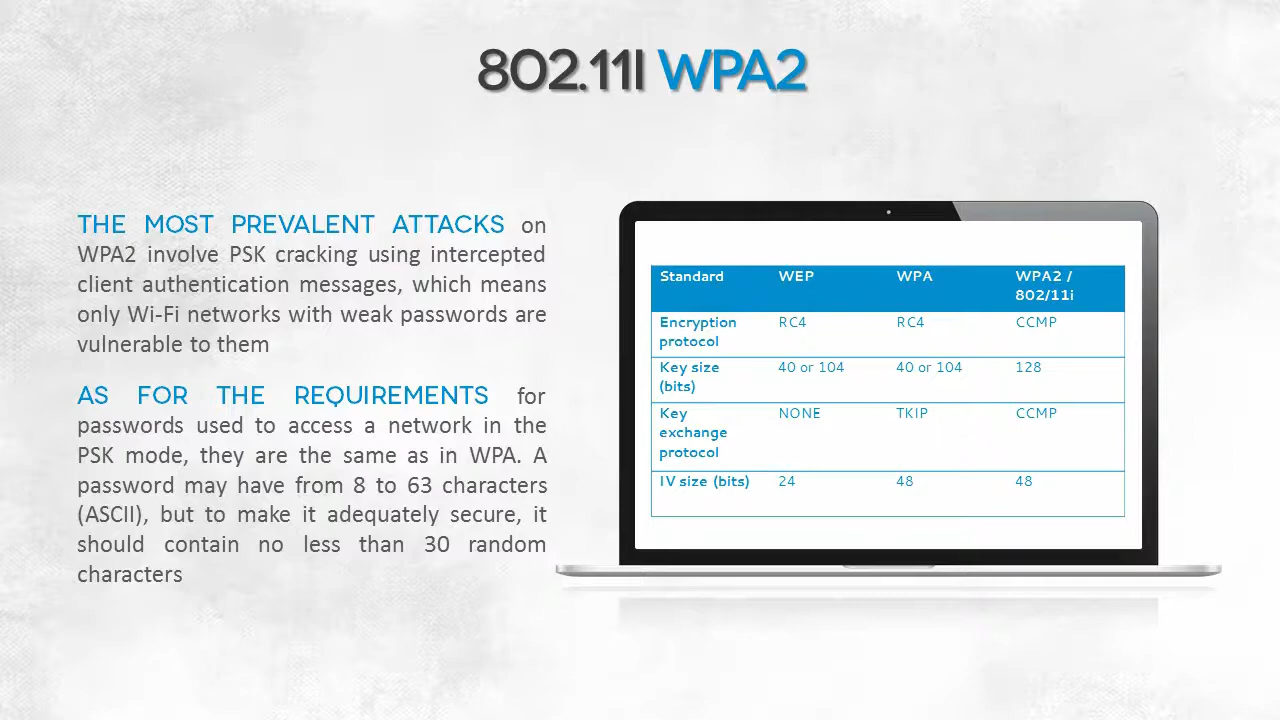 802.11I WPA2
THE MOST PREVALENT ATTACKS on
WPA2 involve PSK cracking using intercepted
client authentication messages, which means
only Wi-Fi networks with weak passwords are
vulnerable to them
AS FOR THE REQUIREMENTS for
passwords used to access a network in the
PSK mode, they are the same as in WPA. A
password may have from 8 to 63 characters
(ASCII), but to make it adequately secure, it
should contain no less than 30 random
characters
Standard WEP WPA WPA2 /
802/11i
Encryption RC4 RC4 CCMP
protocol
Key size 40 or 104 40 or 104 128
(bits)
Key NONE TKIP CCMP
exchange
protocol
IV size (bits) 24 48 48